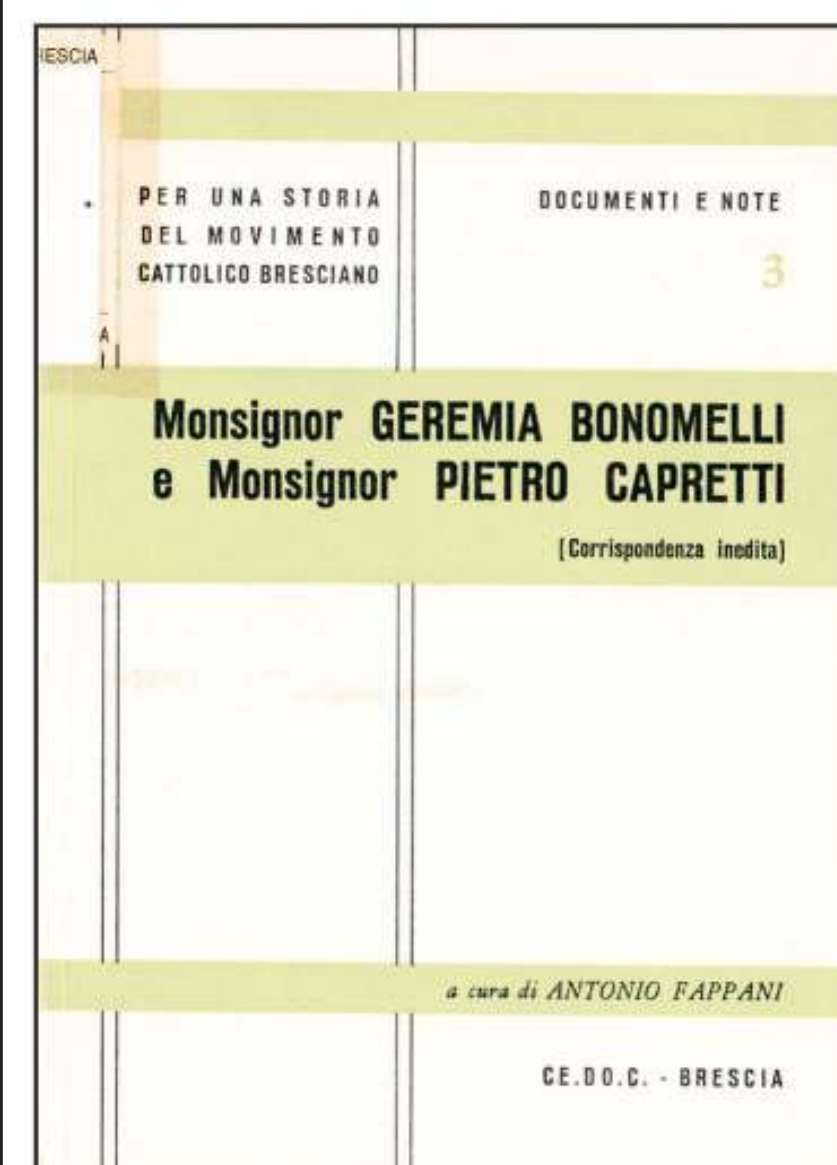 IESCIA
PER UNA STORIA
DEL MOVIMENTO
CATTOLICO BRESCIANO
DOCUMENTI E NOTE
3
A
Monsignor GEREMIA BONOMELLI
e Monsignor PIETRO CAPRETTI
[Corrispondenza inedita]
a cura di ANTONIO FAPPANI
CE.DO.C. - BRESCIA